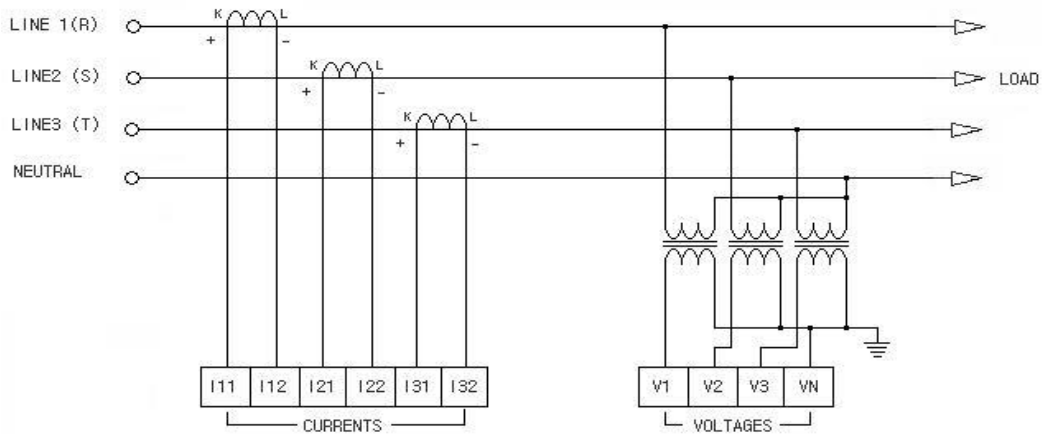 LINE 1(R) K L
+ -
LINE2 (S) K L LOAD
+ -
LINE3 (T) K L
+ -
NEUTRAL
I11 I12 I21 I22 I31 I32 V1 V2 V3 VN
CURRENTS VOLTAGES